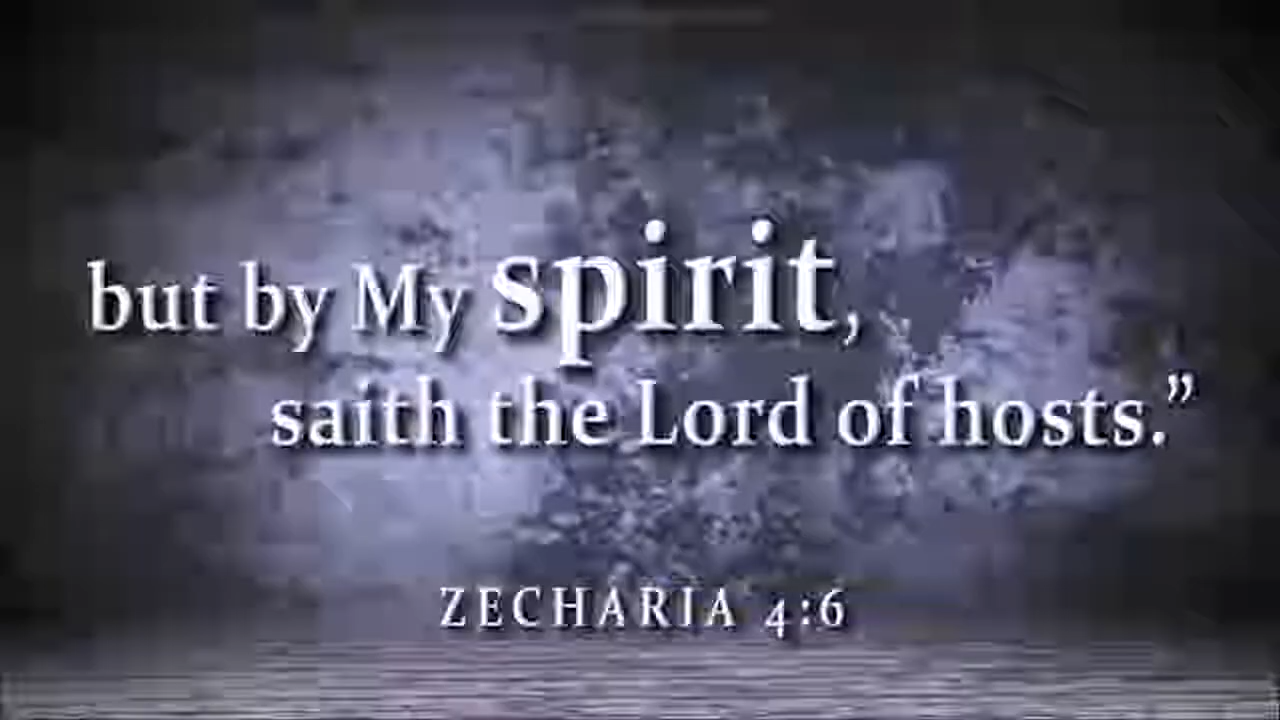 but by My spirit,
saith the Lord of hosts.”
ZECHARIA 4:6